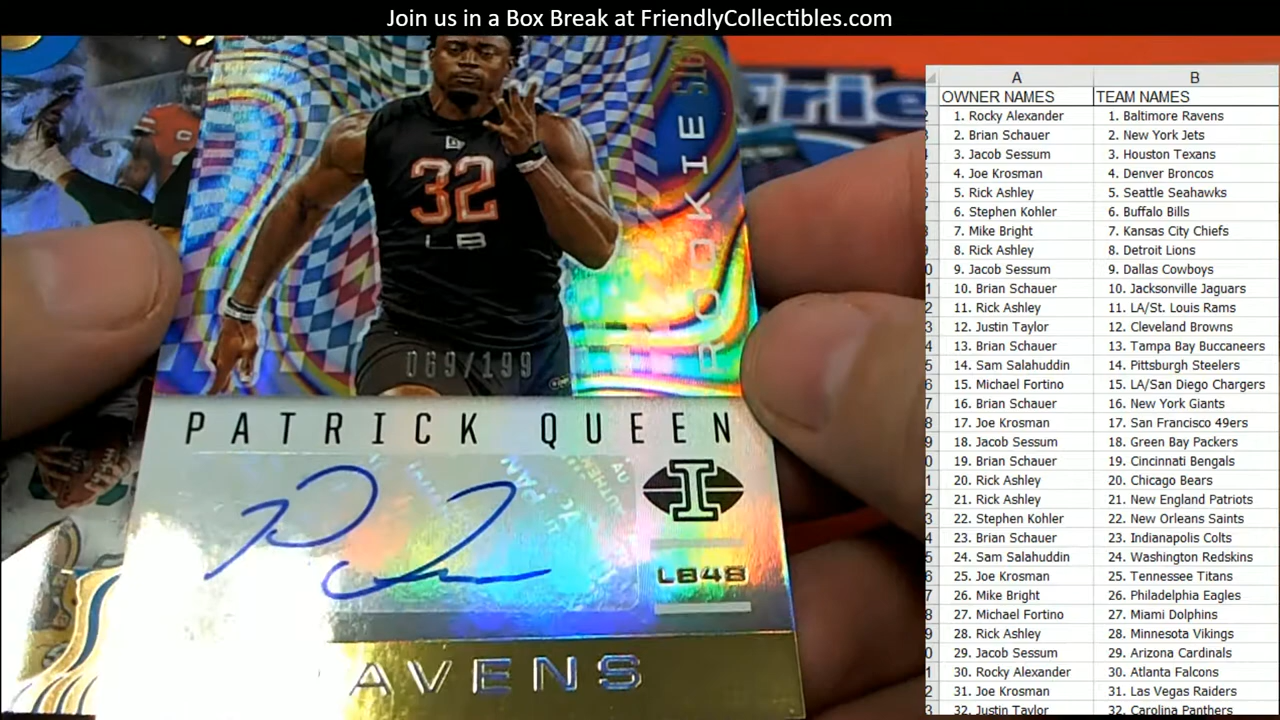 Join us in a Box Break at FriendlyCollectibles.com
ROOKIE
32
LB
069/199
PATRICK QUEEN
I
LB48
AVENS
A B
OWNER NAMES TEAM NAMES
1. Rocky Alexander 1. Baltimore Ravens
2. Brian Schauer 2. New York Jets
3. Jacob Sessum 3. Houston Texans
4. Joe Krosman 4. Denver Broncos
5. Rick Ashley 5. Seattle Seahawks
6. Stephen Kohler 6. Buffalo Bills
7. Mike Bright 7. Kansas City Chiefs
8. Rick Ashley 8. Detroit Lions
9. Jacob Sessum 9. Dallas Cowboys
10. Brian Schauer 10. Jacksonville Jaguars
11. Rick Ashley 11. LA/St. Louis Rams
12. Justin Taylor 12. Cleveland Browns
13. Brian Schauer 13. Tampa Bay Buccaneers
14. Sam Salahuddin 14. Pittsburgh Steelers
15. Michael Fortino 15. LA/San Diego Chargers
16. Brian Schauer 16. New York Giants
17. Joe Krosman 17. San Francisco 49ers
18. Jacob Sessum 18. Green Bay Packers
19. Brian Schauer 19. Cincinnati Bengals
20. Rick Ashley 20. Chicago Bears
21. Rick Ashley 21. New England Patriots
22. Stephen Kohler 22. New Orleans Saints
23. Brian Schauer 23. Indianapolis Colts
24. Sam Salahuddin 24. Washington Redskins
25. Joe Krosman 25. Tennessee Titans
26. Mike Bright 26. Philadelphia Eagles
27. Michael Fortino 27. Miami Dolphins
28. Rick Ashley 28. Minnesota Vikings
29. Jacob Sessum 29. Arizona Cardinals
30. Rocky Alexander 30. Atlanta Falcons
31. Joe Krosman 31. Las Vegas Raiders
32. Justin Taylor 32. Carolina Panthers